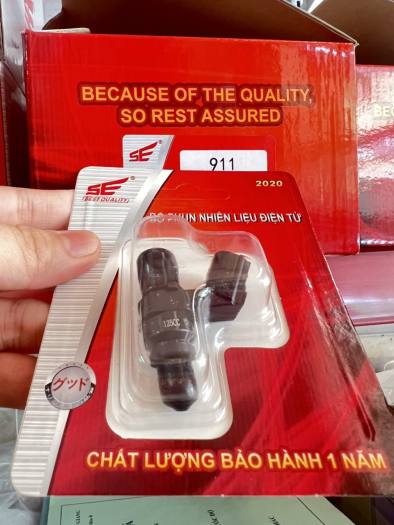 BECAUSE OF THE QUALITY,
SO REST ASSURED
911
SE
BEST QUALITY
2020
PHUN NHIÊN LIỆU ĐIỆN TỬ
125CC
グッド
CHẤT LƯỢNG BẢO HÀNH 1 NĂM